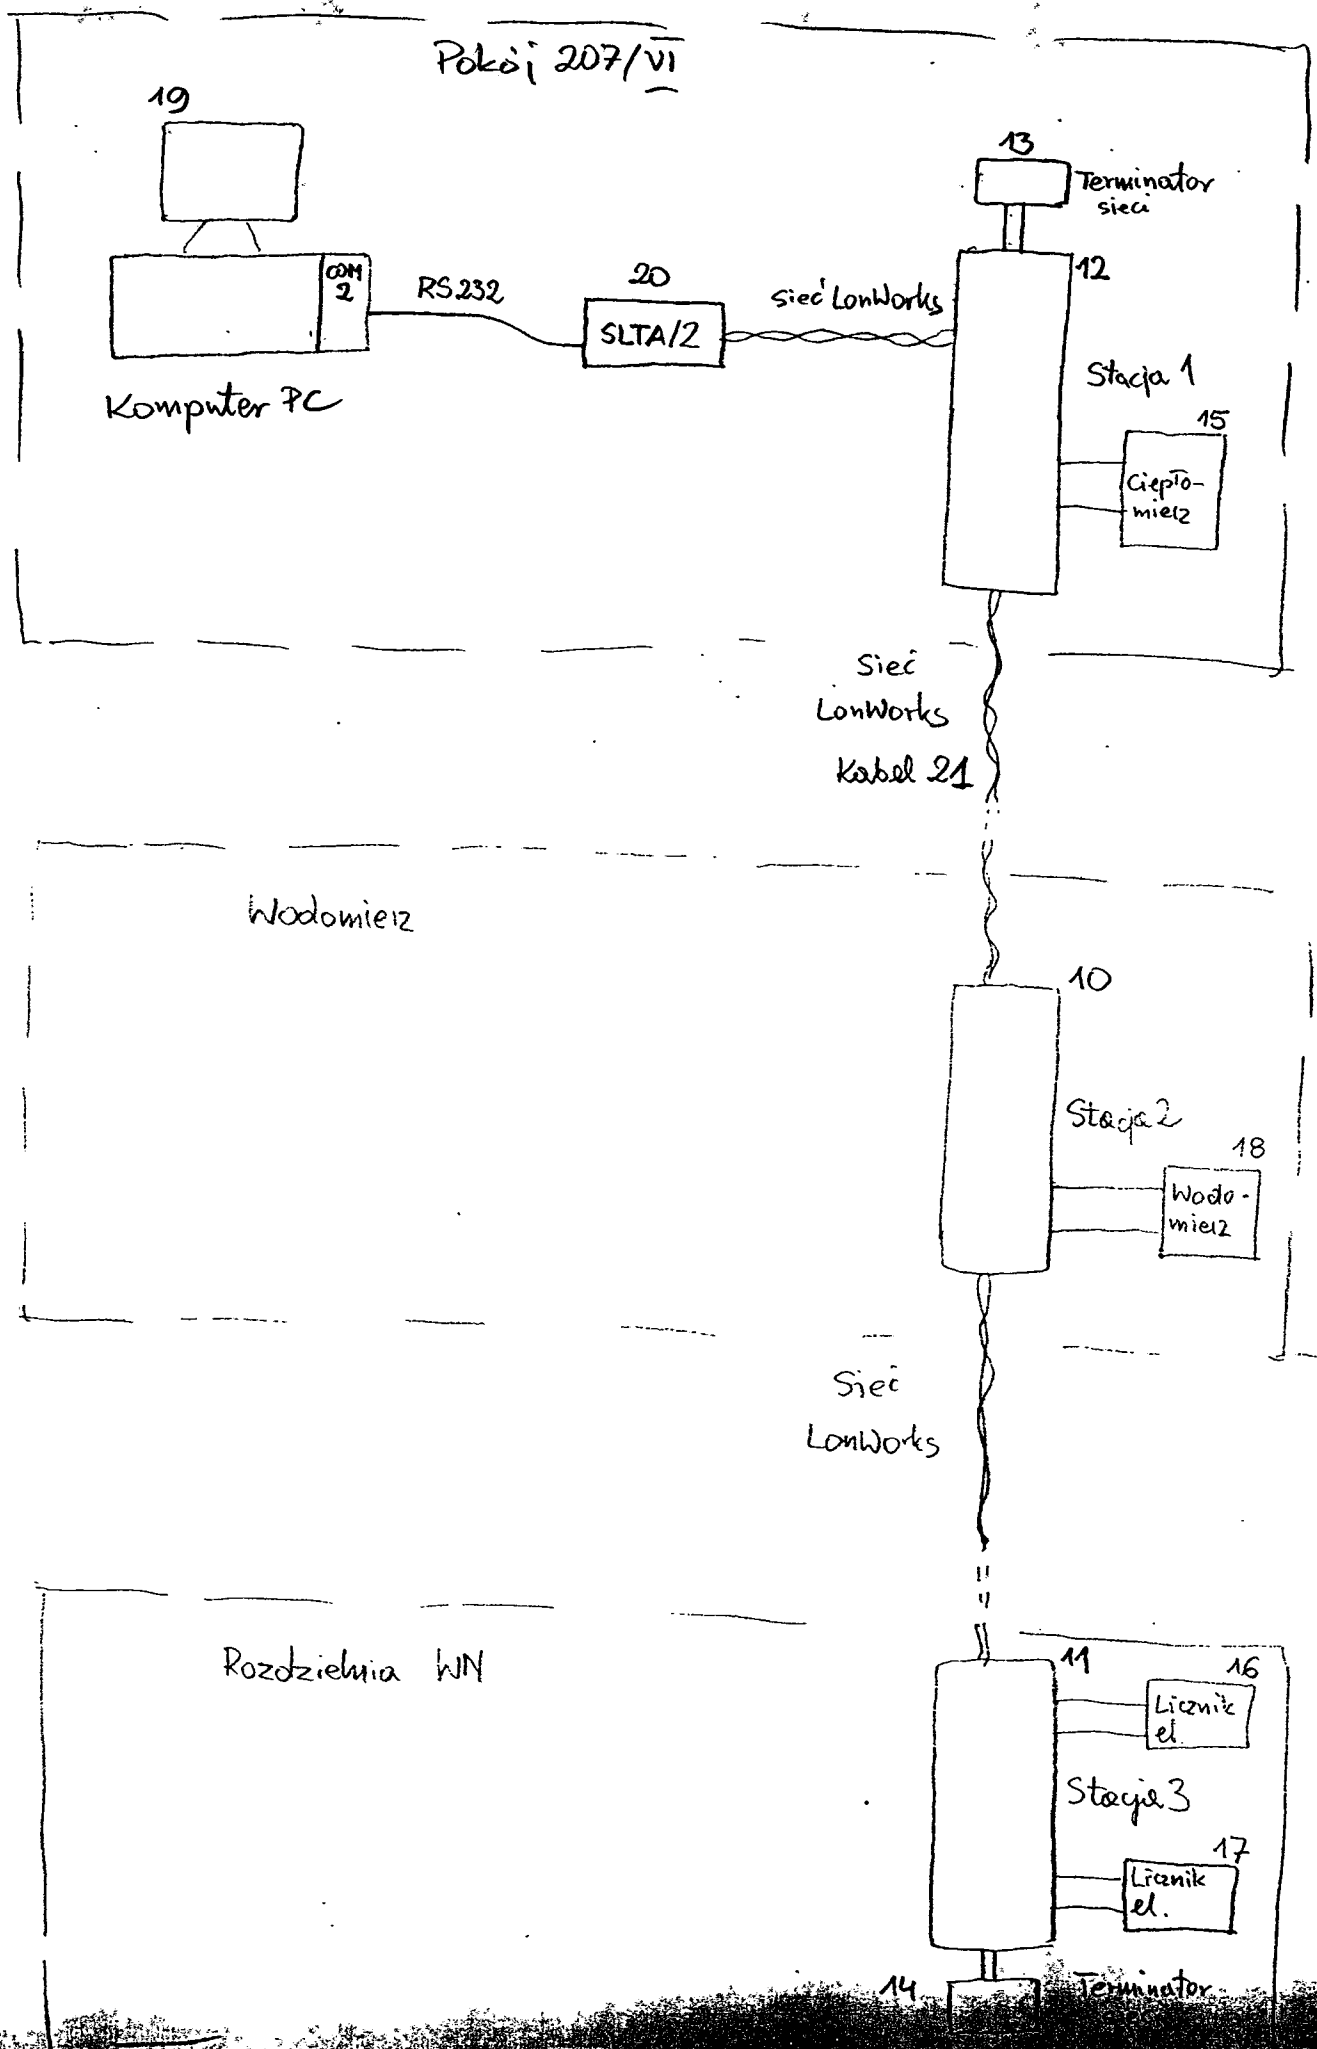 Pokój 207/VI
19
13
Terminator
sieci
COM
2
RS232
20
SLTA/2
sieć LonWorks
12
Komputer PC
Stacja 1
15
Ciepło-
mierz
Sieć
LonWorks
Kabel 21
Wodomierz
10
Stacja 2
18
Wodo-
mierz
Sieć
LonWorks
Rozdzielnia WN
11
16
Licznik
el.
Stacja 3
17
Licznik
el.
14
Terminator